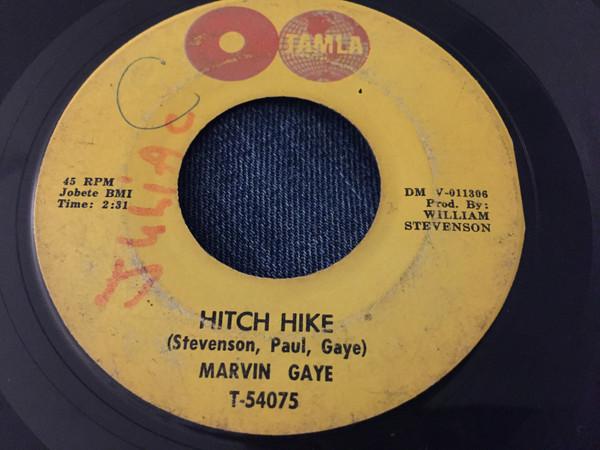 TAMLA
45 RPM
Jobete BMI
Time: 2:31
DM V-011306
Prod. By:
WILLIAM
STEVENSON
HITCH HIKE
(Stevenson, Paul, Gaye)
MARVIN GAYE
T-54075